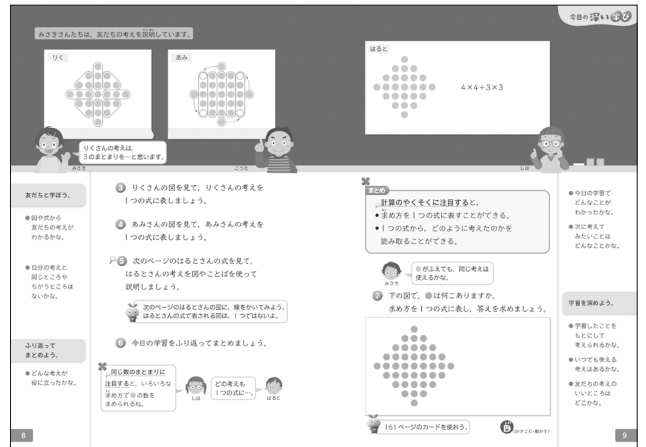 今日の深い学び
みさきさんたちは、友だちの考えを説明しています。
りく
あみ
りくさんの考えは、
3のまとまりを…と思います。
みさき
こうた
はると
4×4+3×3
しほ
友だちと学ぼう。
●図や式から
友だちの考えが
わかるかな。
●自分の考えと
同じところや
ちがうところは
ないかな。
ふり返って
まとめよう。
●どんな考えが
役に立ったかな。
3 りくさんの図を見て、りくさんの考えを
1つの式に表しましょう。
4 あみさんの図を見て、あみさんの考えを
1つの式に表しましょう。
5 次のページのはるとさんの式を見て、
はるとさんの考えを図やことばを使って
説明しましょう。
次のページのはるとさんの図に、線をかいてみよう。
はるとさんの式で表される図は、1つではないよ。
6 今日の学習をふり返ってまとめましょう。
同じ数のまとまりに
注目すると、いろいろな
求め方で●の数を
求められるね。
しほ
どの考えも
1つの式に…。
はると
8
まとめ
計算のやくそくに注目すると、
●求め方を1つの式に表すことができる。
●1つの式から、どのように考えたのかを
読み取ることができる。
●がふえても、同じ考えは
使えるかな。
みさき
7 下の図で、●は何こありますか。
求め方を1つの式に表し、答えを求めましょう。
161ページのカードを使おう。
(かきこむ・動かす)
●今日の学習で
どんなことが
わかったかな。
●次に考えて
みたいことは
どんなことかな。
学習を深めよう。
●学習したことを
もとにして
考えられるかな。
●いつでも使える
考えはあるかな。
●友だちの考えの
いいところは
どこかな。
9